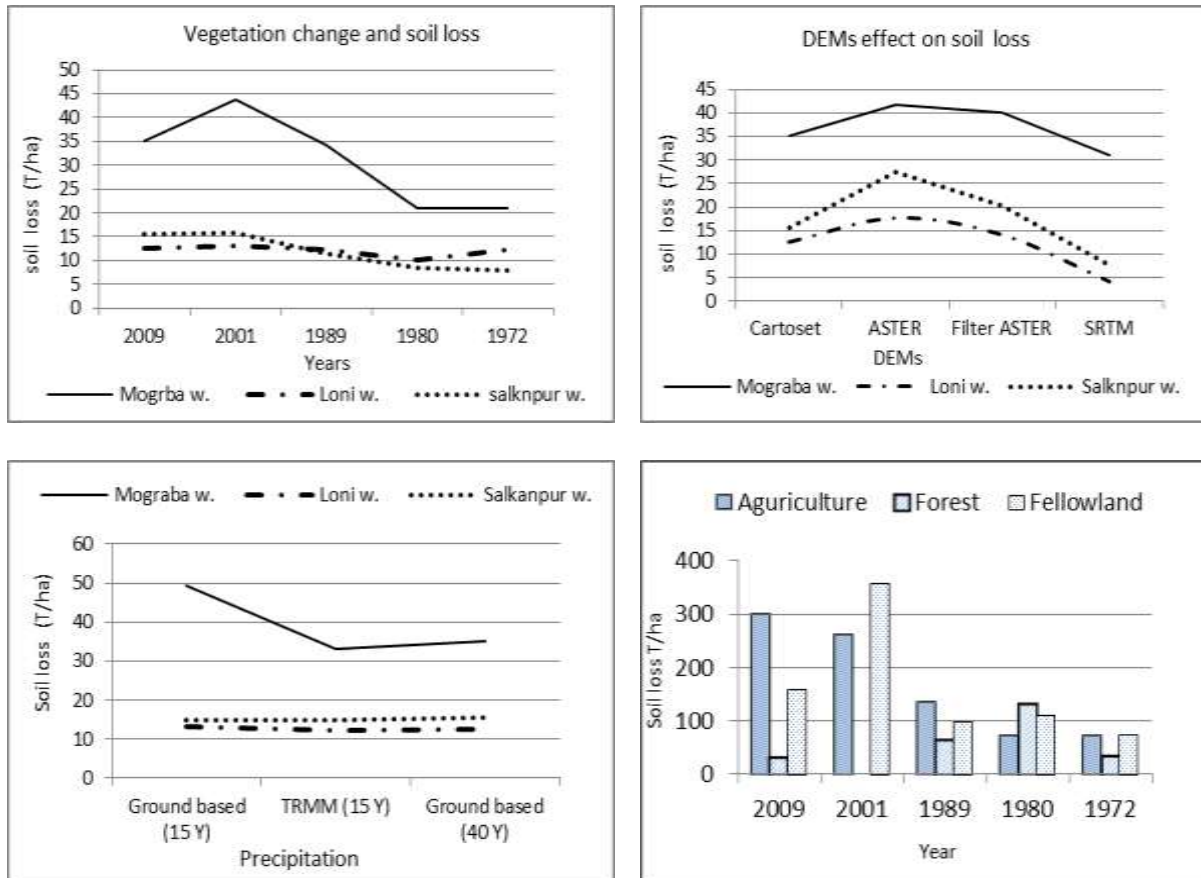 Vegetation change and soil loss
soil loss (T/ha)
50
45
40
35
30
25
20
15
10
5
0
2009 2001 1989 1980 1972
Years
Mogrba w. Loni w. salknpur w.
DEMs effect on soil loss
soil loss (T/ha)
45
40
35
30
25
20
15
10
5
0
Cartoset ASTER Filter ASTER SRTM
DEMs
Mograba w. Loni w. Salknpur w.
Mograba w. Loni w. Salkanpur w.
Soil loss (T/ha)
60
50
40
30
20
10
0
Ground based TRMM (15 Y) Ground based
(15 Y) (40 Y)
Precipitation
Aguriculture Forest Fellowland
Soil loss T/ha
400
300
200
100
0
2009 2001 1989 1980 1972
Year